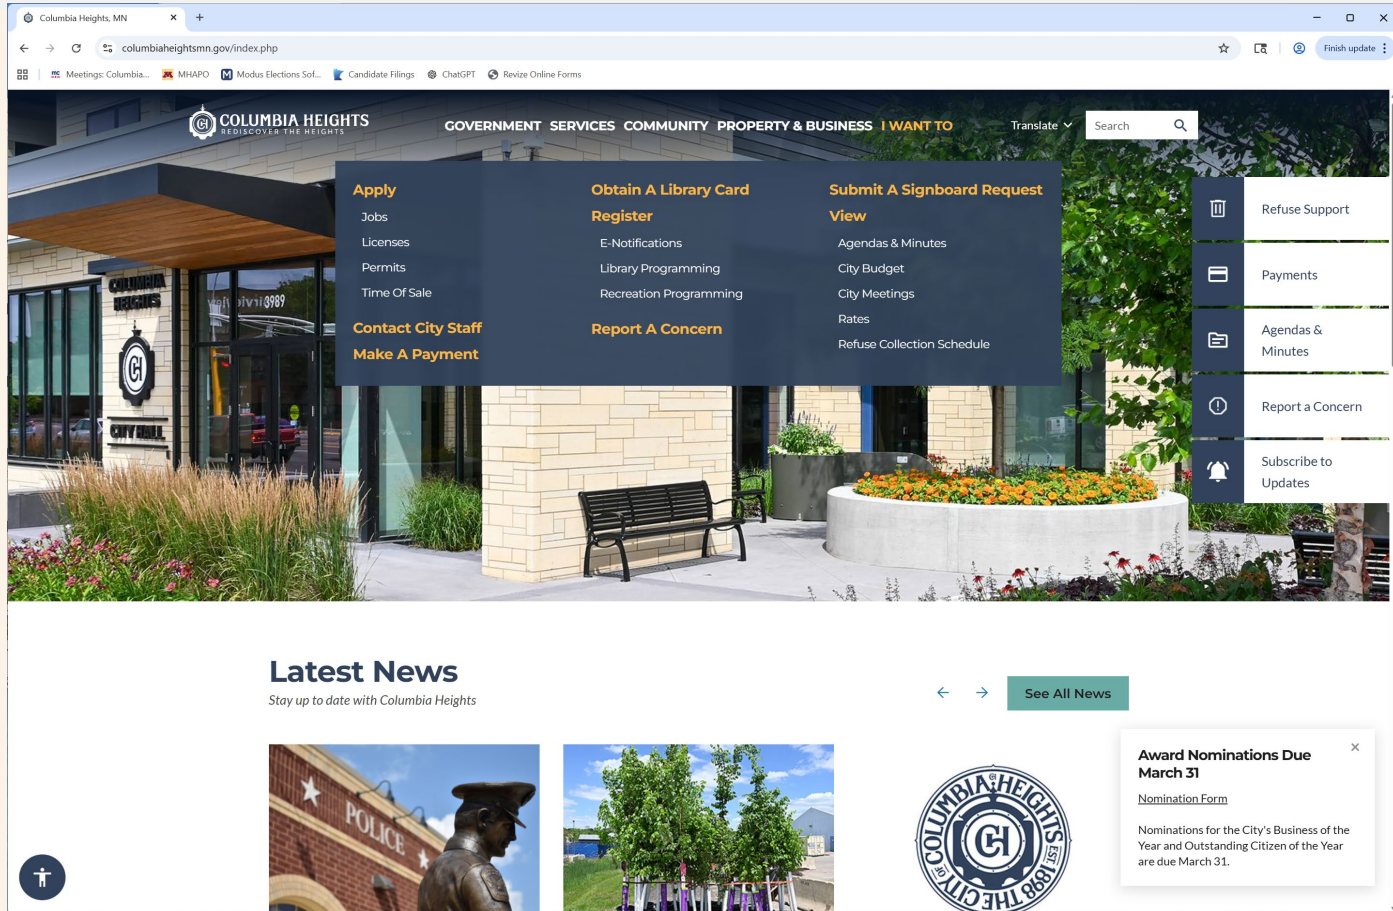 Columbia Heights, MN
columbiaheightsmn.gov/index.php
Finish update
Meetings: Columbia... MHAPO Modus Elections Sof... Candidate Filings ChatGPT Revize Online Forms
COLUMBIA HEIGHTS
REDISCOVER THE HEIGHTS
GOVERNMENT SERVICES COMMUNITY PROPERTY & BUSINESS I WANT TO
Translate
Search
Apply
Jobs
Licenses
Permits
Time Of Sale
Contact City Staff
Make A Payment
Obtain A Library Card
Register
E-Notifications
Library Programming
Recreation Programming
Report A Concern
Submit A Signboard Request
View
Agendas & Minutes
City Budget
City Meetings
Rates
Refuse Collection Schedule
Refuse Support
Payments
Agendas &
Minutes
Report a Concern
Subscribe to
Updates
COLUMBIA
HEIGHTS
CH
CITY HALL
3989
Latest News
Stay up to date with Columbia Heights
See All News
POLICE
THE CITY OF COLUMBIA HEIGHTS EST. 1898
CH
Award Nominations Due
March 31
Nomination Form
Nominations for the City's Business of the
Year and Outstanding Citizen of the Year
are due March 31.